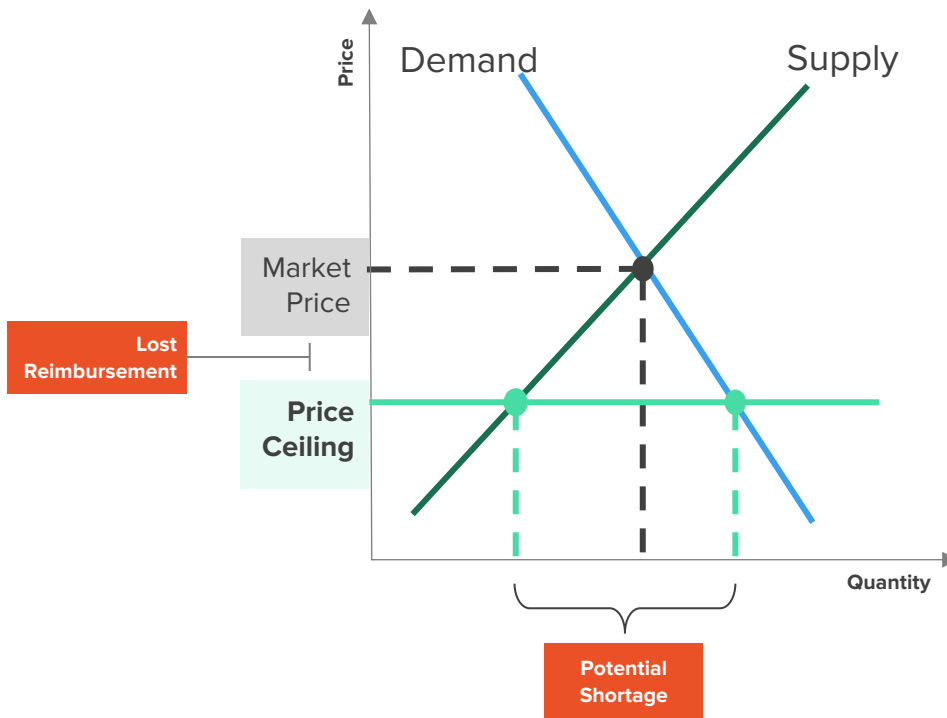 Price
Demand
Supply
Market
Price
Lost
Reimbursement
Price
Ceiling
Quantity
Potential
Shortage